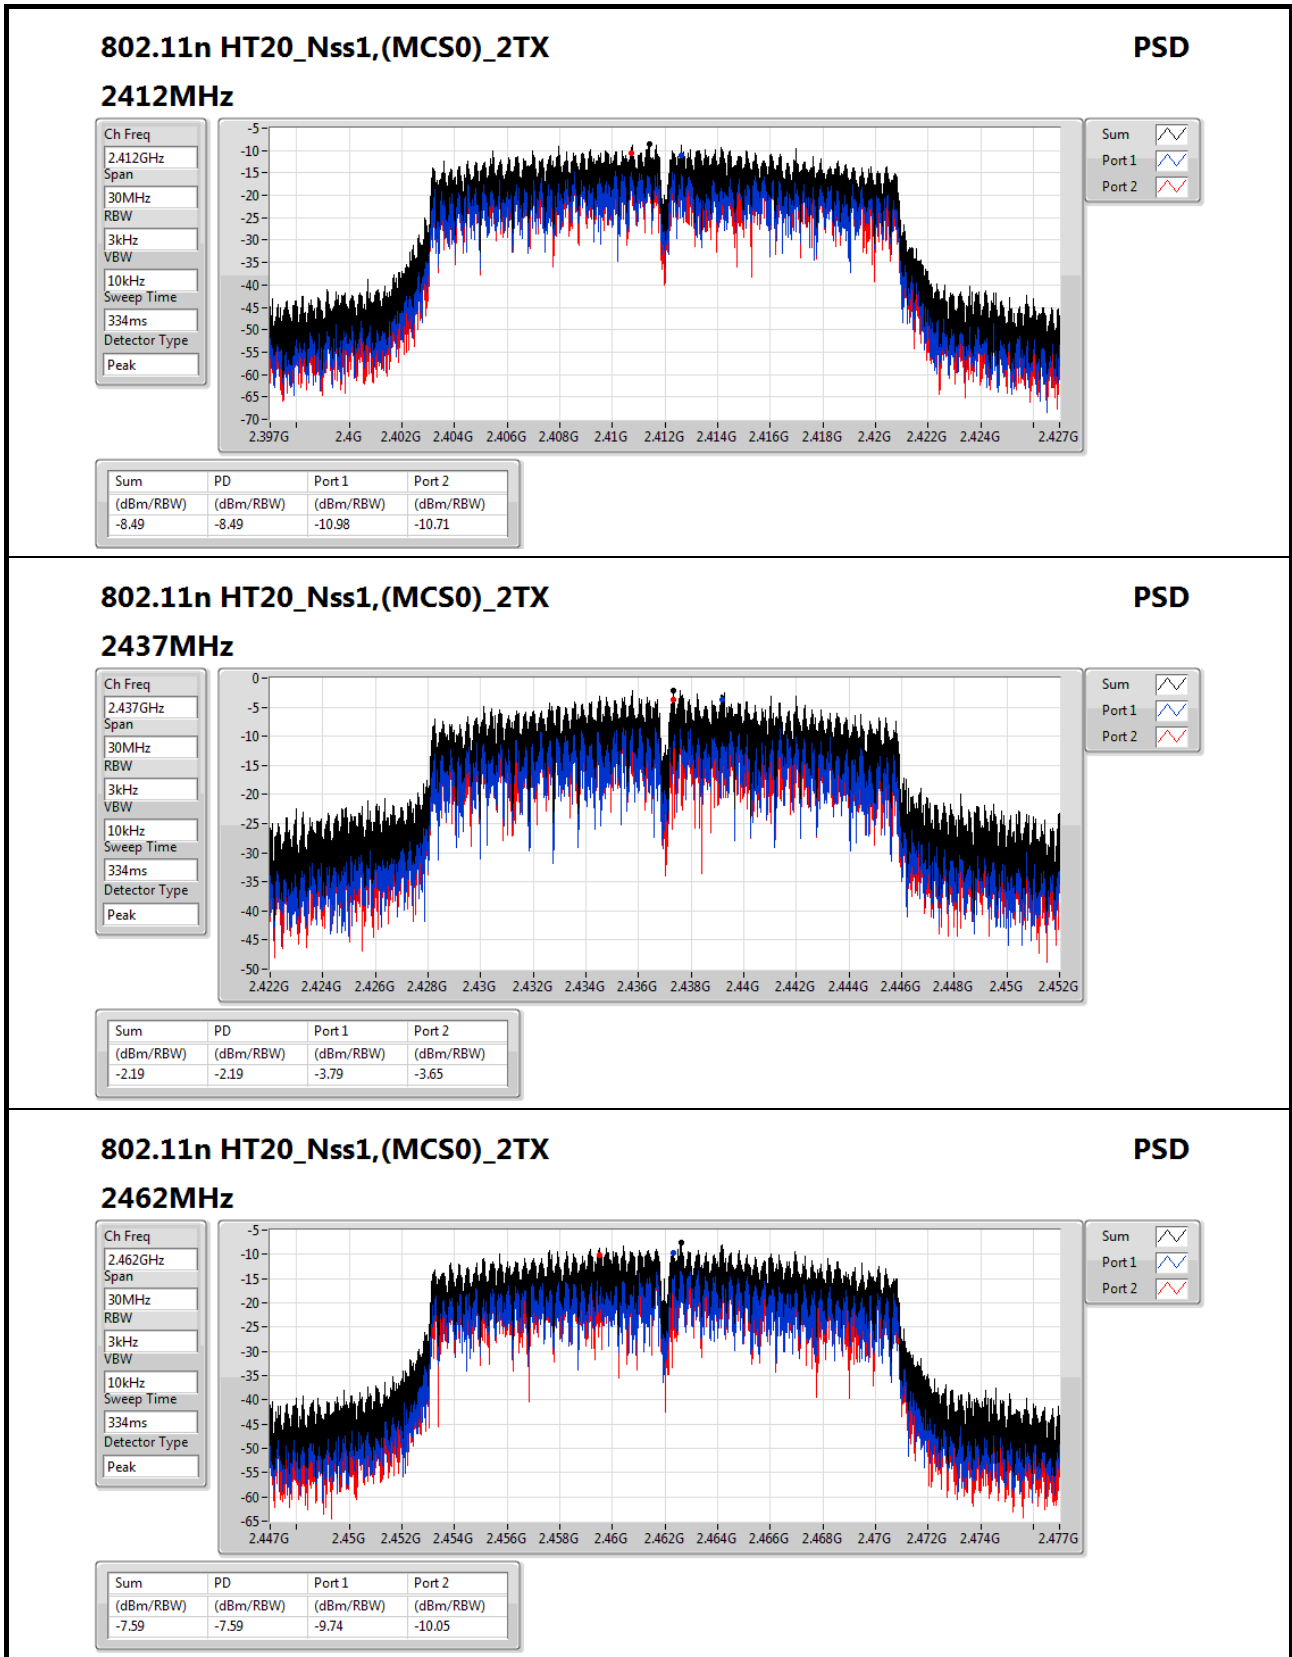 802.11n HT20_Nss1,(MCS0)_2TX PSD
2412MHz
Ch Freq
2.412GHz
Span
30MHz
RBW
3kHz
VBW
10kHz
Sweep Time
334ms
Detector Type
Peak
-5
-10
-15
-20
-25
-30
-35
-40
-45
-50
-55
-60
-65
-70
2.397G 2.4G 2.402G 2.404G 2.406G 2.408G 2.41G 2.412G 2.414G 2.416G 2.418G 2.42G 2.422G 2.424G 2.427G
Sum
Port 1
Port 2
Sum PD Port 1 Port 2
(dBm/RBW) (dBm/RBW) (dBm/RBW) (dBm/RBW)
-8.49 -8.49 -10.98 -10.71
802.11n HT20_Nss1,(MCS0)_2TX PSD
2437MHz
Ch Freq
2.437GHz
Span
30MHz
RBW
3kHz
VBW
10kHz
Sweep Time
334ms
Detector Type
Peak
0
-5
-10
-15
-20
-25
-30
-35
-40
-45
-50
2.422G 2.424G 2.426G 2.428G 2.43G 2.432G 2.434G 2.436G 2.438G 2.44G 2.442G 2.444G 2.446G 2.448G 2.45G 2.452G
Sum
Port 1
Port 2
Sum PD Port 1 Port 2
(dBm/RBW) (dBm/RBW) (dBm/RBW) (dBm/RBW)
-2.19 -2.19 -3.79 -3.65
802.11n HT20_Nss1,(MCS0)_2TX PSD
2462MHz
Ch Freq
2.462GHz
Span
30MHz
RBW
3kHz
VBW
10kHz
Sweep Time
334ms
Detector Type
Peak
-5
-10
-15
-20
-25
-30
-35
-40
-45
-50
-55
-60
-65
2.447G 2.45G 2.452G 2.454G 2.456G 2.458G 2.46G 2.462G 2.464G 2.466G 2.468G 2.47G 2.472G 2.474G 2.477G
Sum
Port 1
Port 2
Sum PD Port 1 Port 2
(dBm/RBW) (dBm/RBW) (dBm/RBW) (dBm/RBW)
-7.59 -7.59 -9.74 -10.05